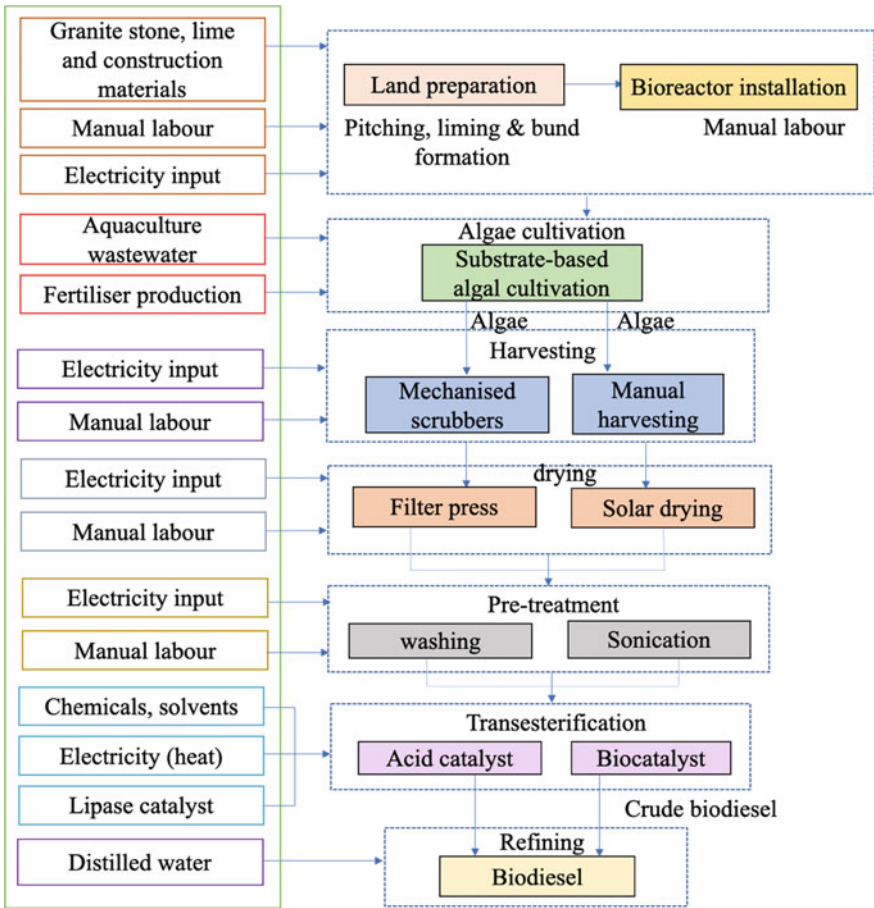 Granite stone, lime
and construction
materials
Manual labour
Electricity input
Land preparation
Bioreactor installation
Pitching, liming & bund
formation
Manual labour
Aquaculture
wastewater
Fertiliser production
Algae cultivation
Substrate-based
algal cultivation
Algae
Algae
Electricity input
Manual labour
Harvesting
Mechanised
scrubbers
Manual
harvesting
Electricity input
Manual labour
drying
Filter press
Solar drying
Electricity input
Manual labour
Pre-treatment
washing
Sonication
Chemicals, solvents
Electricity (heat)
Lipase catalyst
Transesterification
Acid catalyst
Biocatalyst
Crude biodiesel
Distilled water
Refining
Biodiesel